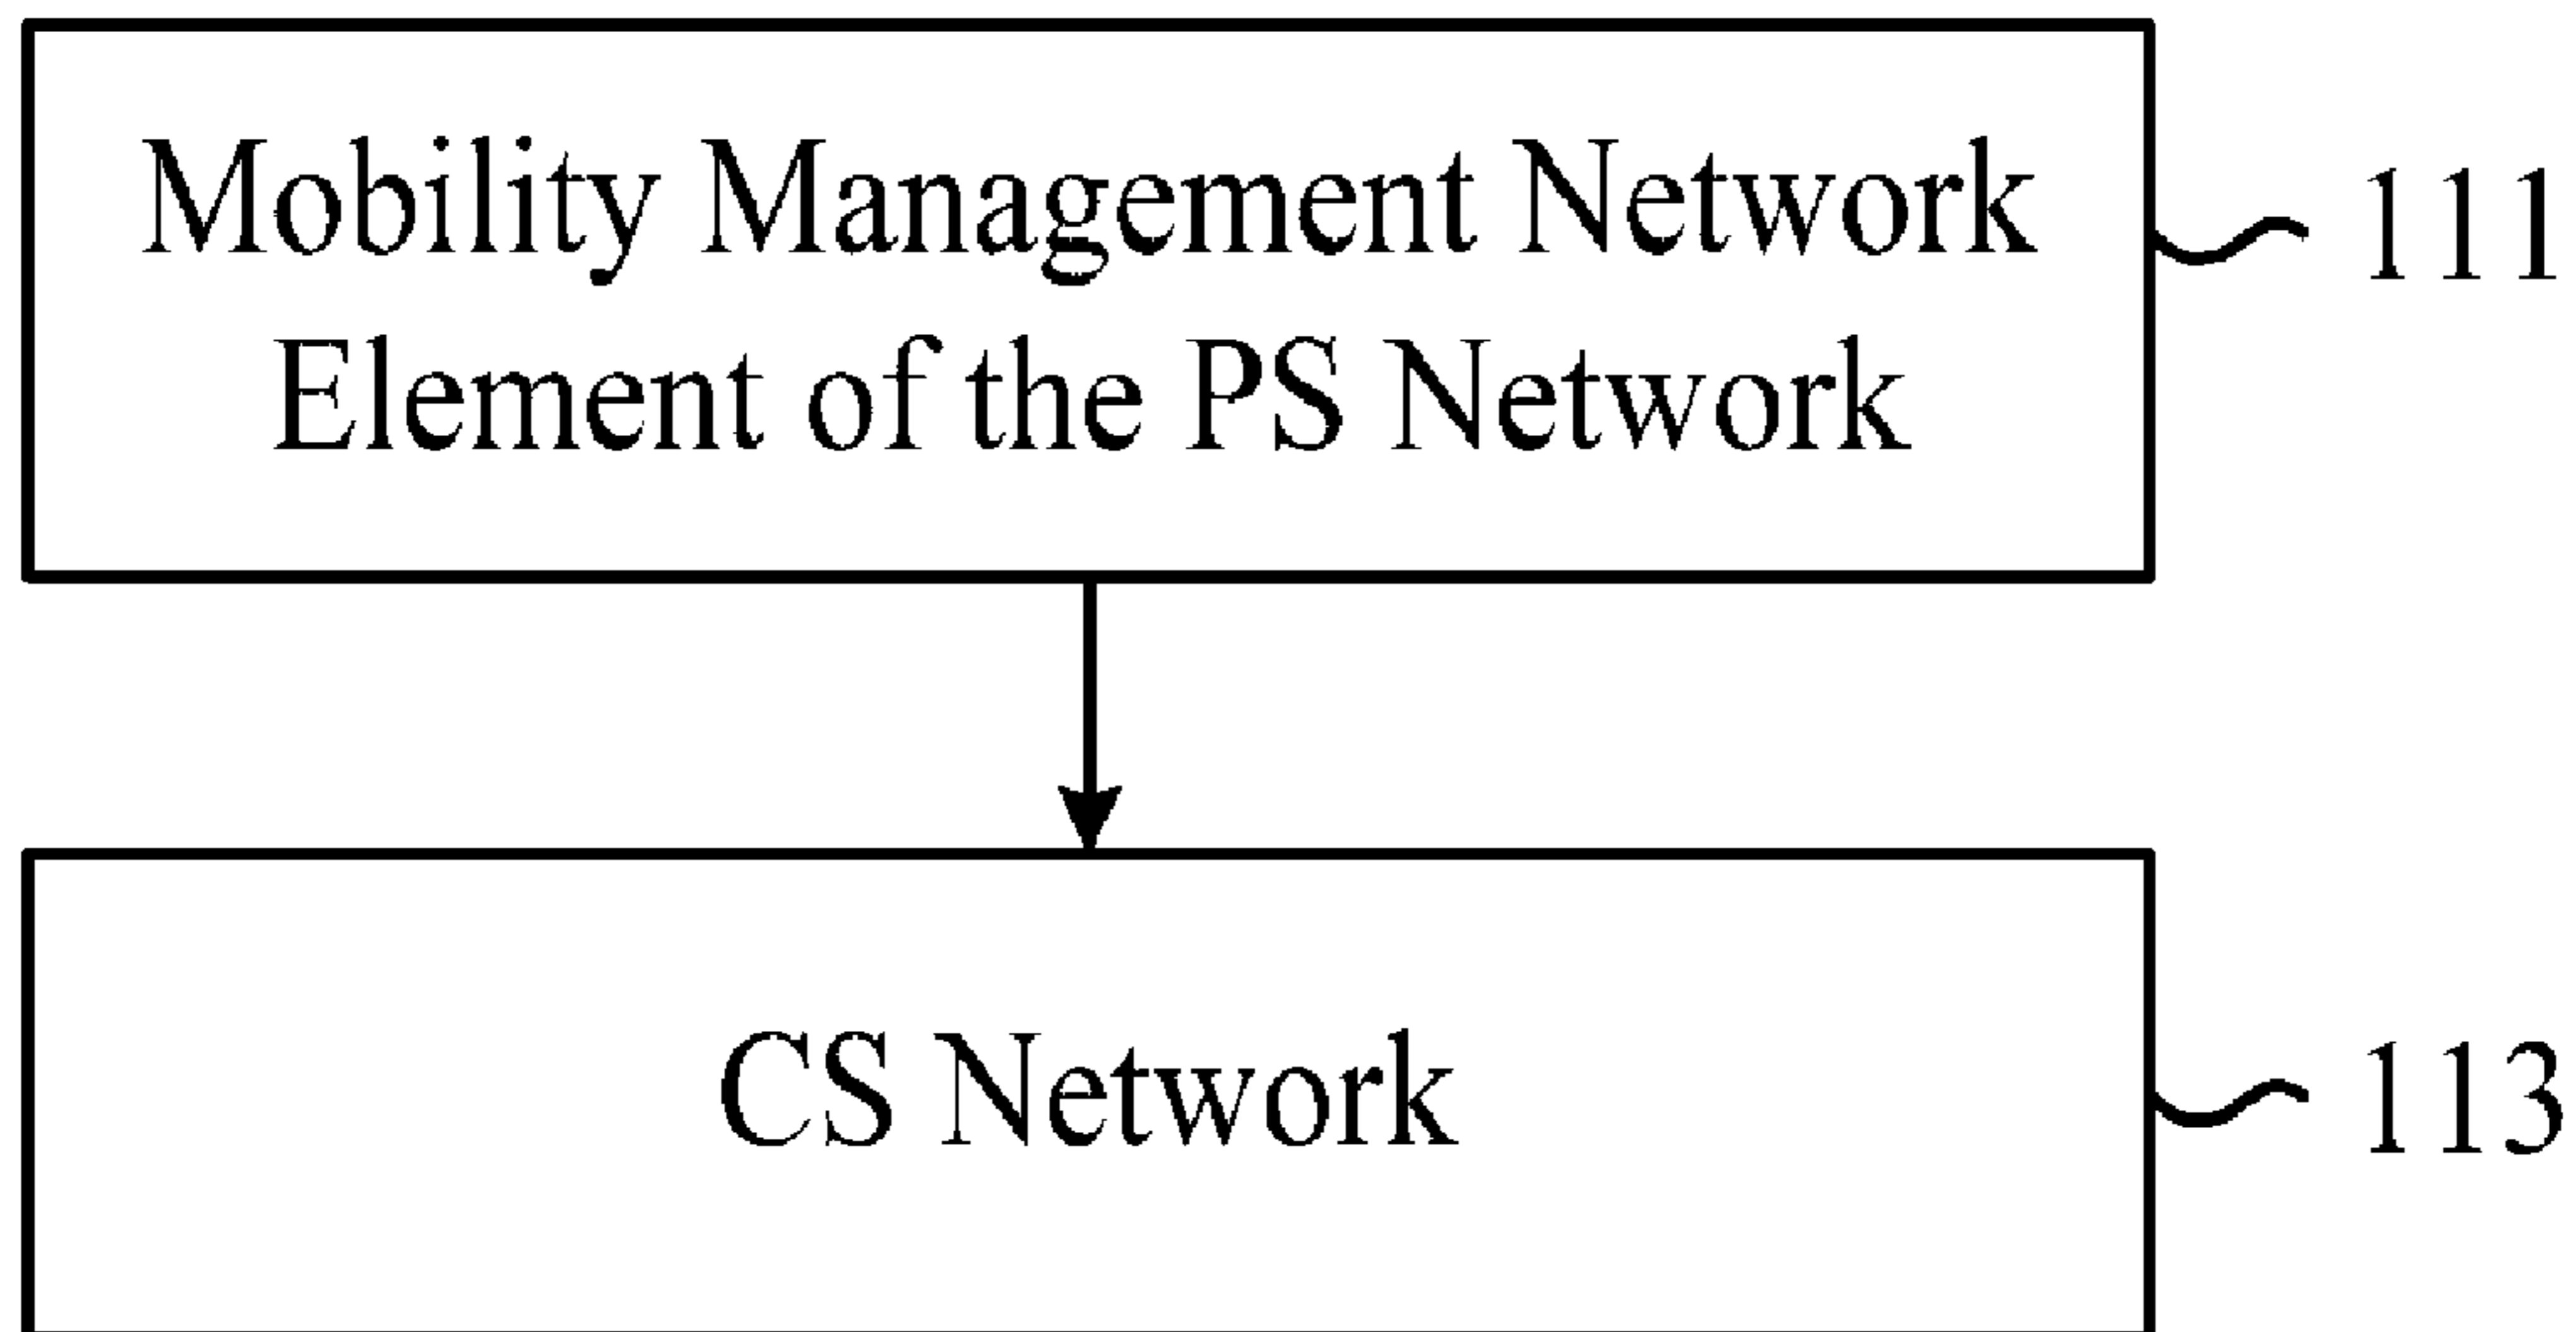 Mobility Management Network
Element of the PS Network
111
CS Network
113